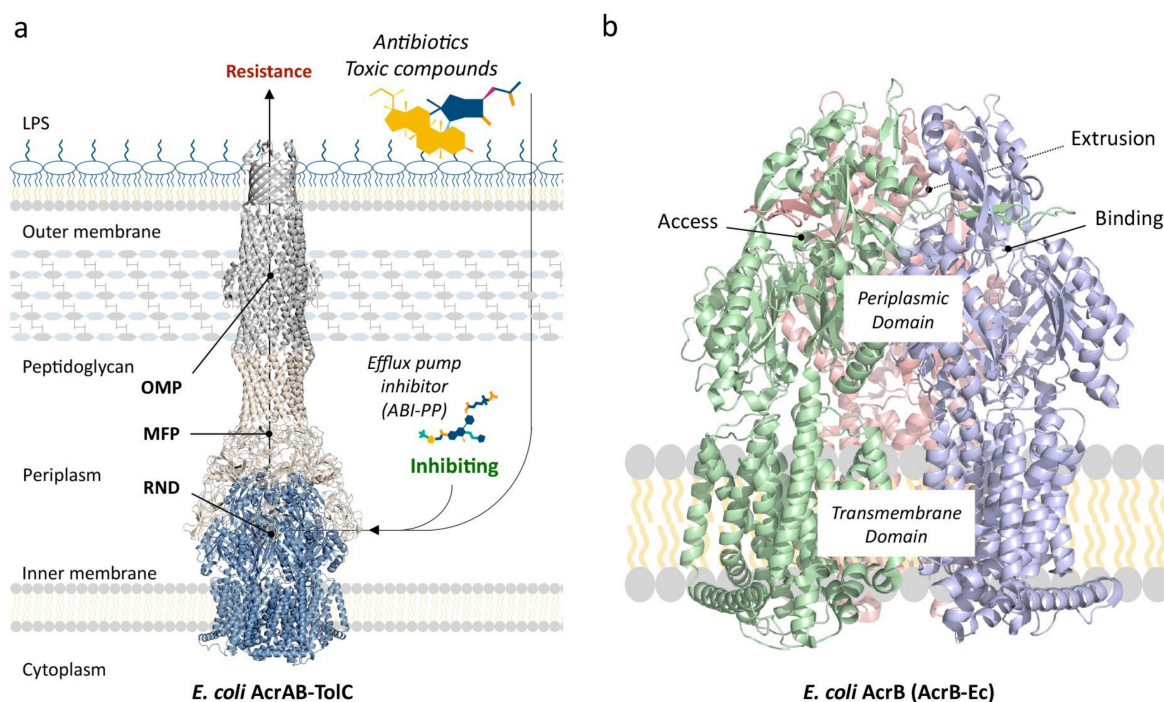 a
Antibiotics
Toxic compounds
Resistance
LPS
Outer membrane
Peptidoglycan
OMP
Efflux pump
inhibitor
(ABI-PP)
MFP
Inhibiting
Periplasm
RND
Inner membrane
Cytoplasm
E. coli AcrAB-TolC
b
Extrusion
Access
Binding
Periplasmic
Domain
Transmembrane
Domain
E. coli AcrB (AcrB-Ec)